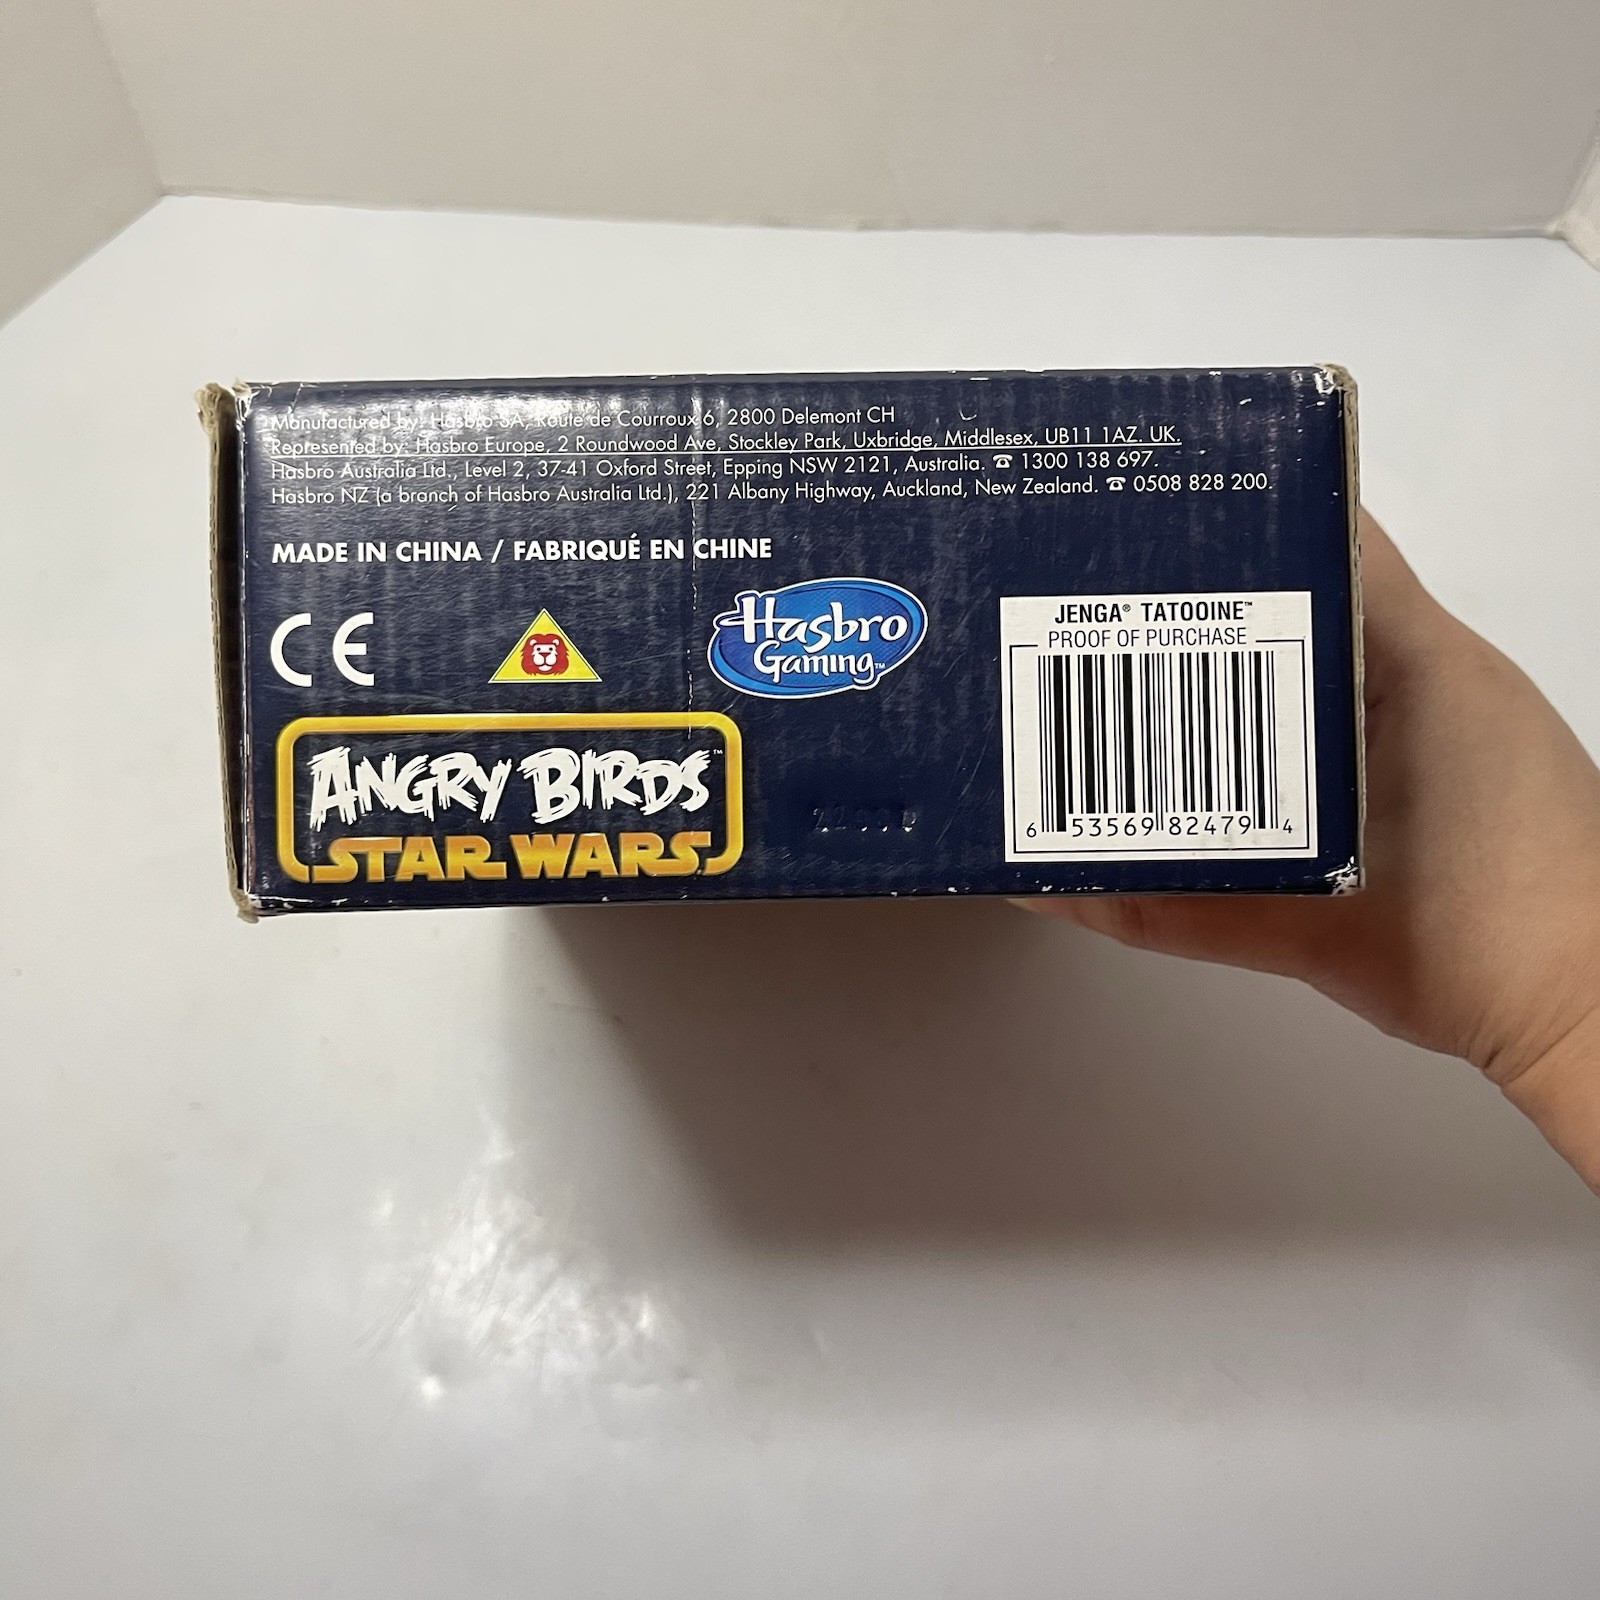 Manufactured by: Hasbro SA, Route de Courroux 6, 2800 Delemont CH
Represented by: Hasbro Europe, 2 Roundwood Ave, Stockley Park, Uxbridge, Middlesex, UB11 1AZ. UK.
Hasbro Australia Ltd., Level 2, 37-41 Oxford Street, Epping NSW 2121, Australia. ☎ 1300 138 697.
Hasbro NZ (a branch of Hasbro Australia Ltd.), 221 Albany Highway, Auckland, New Zealand. ☎ 0508 828 200.
MADE IN CHINA / FABRIQUÉ EN CHINE
CE
Hasbro
Gaming™
ANGRY BIRDS™
STAR WARS
JENGA® TATOOINE™
PROOF OF PURCHASE
6 53569 82479 4